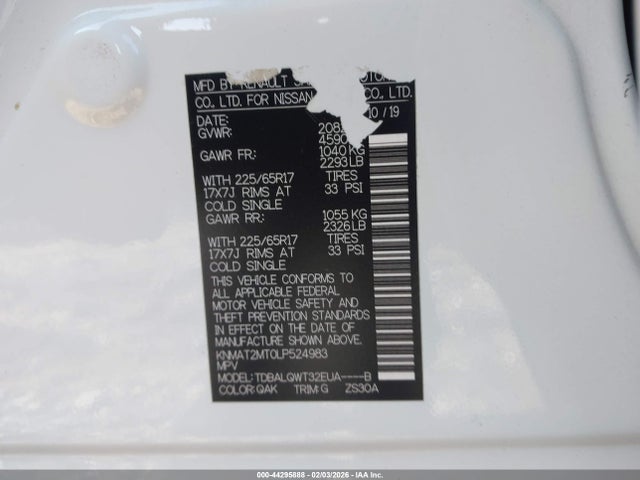 MFD BY RENAULT
CO., LTD. FOR NISSAN CO., LTD.
DATE: 10 / 19
GVWR:
GAWR FR: 1040 KG
2293 LB
WITH 225/65R17 TIRES
17X7J RIMS AT 33 PSI
COLD SINGLE
GAWR RR: 1055 KG
2326 LB
WITH 225/65R17 TIRES
17X7J RIMS AT 33 PSI
COLD SINGLE
THIS VEHICLE CONFORMS TO
ALL APPLICABLE FEDERAL
MOTOR VEHICLE SAFETY AND
THEFT PREVENTION STANDARDS
IN EFFECT ON THE DATE OF
MANUFACTURE SHOWN ABOVE.
KNMAT2MT0LP524983
MPV
MODEL: TDBALQWT32EUA----B
COLOR: QAK TRIM: G ZS30A
000-44295888 - 02/03/2026 - IAA Inc.